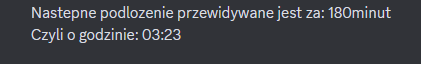 Nastepne podlozenie przewidywane jest za: 180minut
Czyli o godzinie: 03:23